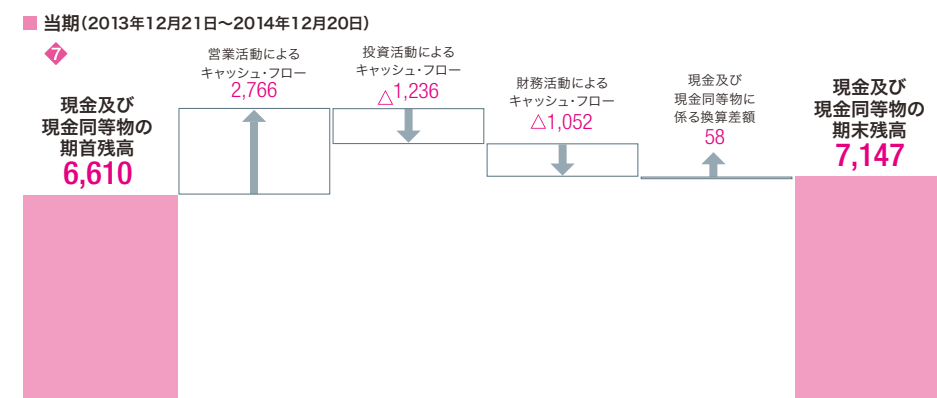 ■ 当期(2013年12月21日～2014年12月20日)
7
現金及び
現金同等物の
期首残高
6,610
営業活動による
キャッシュ・フロー
2,766
投資活動による
キャッシュ・フロー
△1,236
財務活動による
キャッシュ・フロー
△1,052
現金及び
現金同等物に
係る換算差額
58
現金及び
現金同等物の
期末残高
7,147